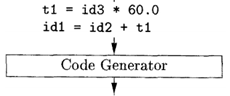 t1 = id3 * 60.0
id1 = id2 + t1
Code Generator